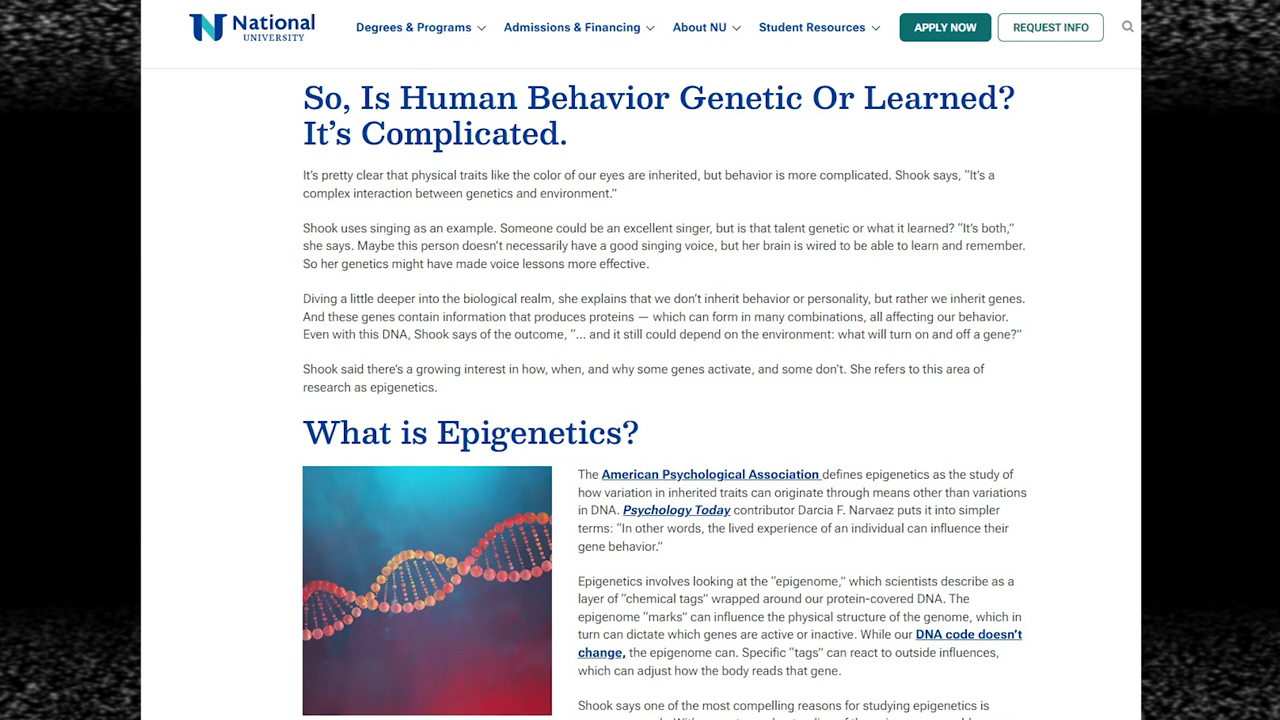 National
UNIVERSITY
Degrees & Programs
Admissions & Financing
About NU
Student Resources
APPLY NOW
REQUEST INFO
So, Is Human Behavior Genetic Or Learned?
It’s Complicated.
It’s pretty clear that physical traits like the color of our eyes are inherited, but behavior is more complicated. Shook says, “It’s a
complex interaction between genetics and environment.”
Shook uses singing as an example. Someone could be an excellent singer, but is that talent genetic or what it learned? “It’s both,”
she says. Maybe this person doesn’t necessarily have a good singing voice, but her brain is wired to be able to learn and remember.
So her genetics might have made voice lessons more effective.
Diving a little deeper into the biological realm, she explains that we don’t inherit behavior or personality, but rather we inherit genes.
And these genes contain information that produces proteins — which can form in many combinations, all affecting our behavior.
Even with this DNA, Shook says of the outcome, “... and it still could depend on the environment: what will turn on and off a gene?”
Shook said there’s a growing interest in how, when, and why some genes activate, and some don’t. She refers to this area of
research as epigenetics.
What is Epigenetics?
The American Psychological Association defines epigenetics as the study of
how variation in inherited traits can originate through means other than variations
in DNA. Psychology Today contributor Darcia F. Narvaez puts it into simpler
terms: “In other words, the lived experience of an individual can influence their
gene behavior.”
Epigenetics involves looking at the “epigenome,” which scientists describe as a
layer of “chemical tags” wrapped around our protein-covered DNA. The
epigenome “marks” can influence the physical structure of the genome, which in
turn can dictate which genes are active or inactive. While our DNA code doesn’t
change, the epigenome can. Specific “tags” can react to outside influences,
which can adjust how the body reads that gene.
Shook says one of the most compelling reasons for studying epigenetics is